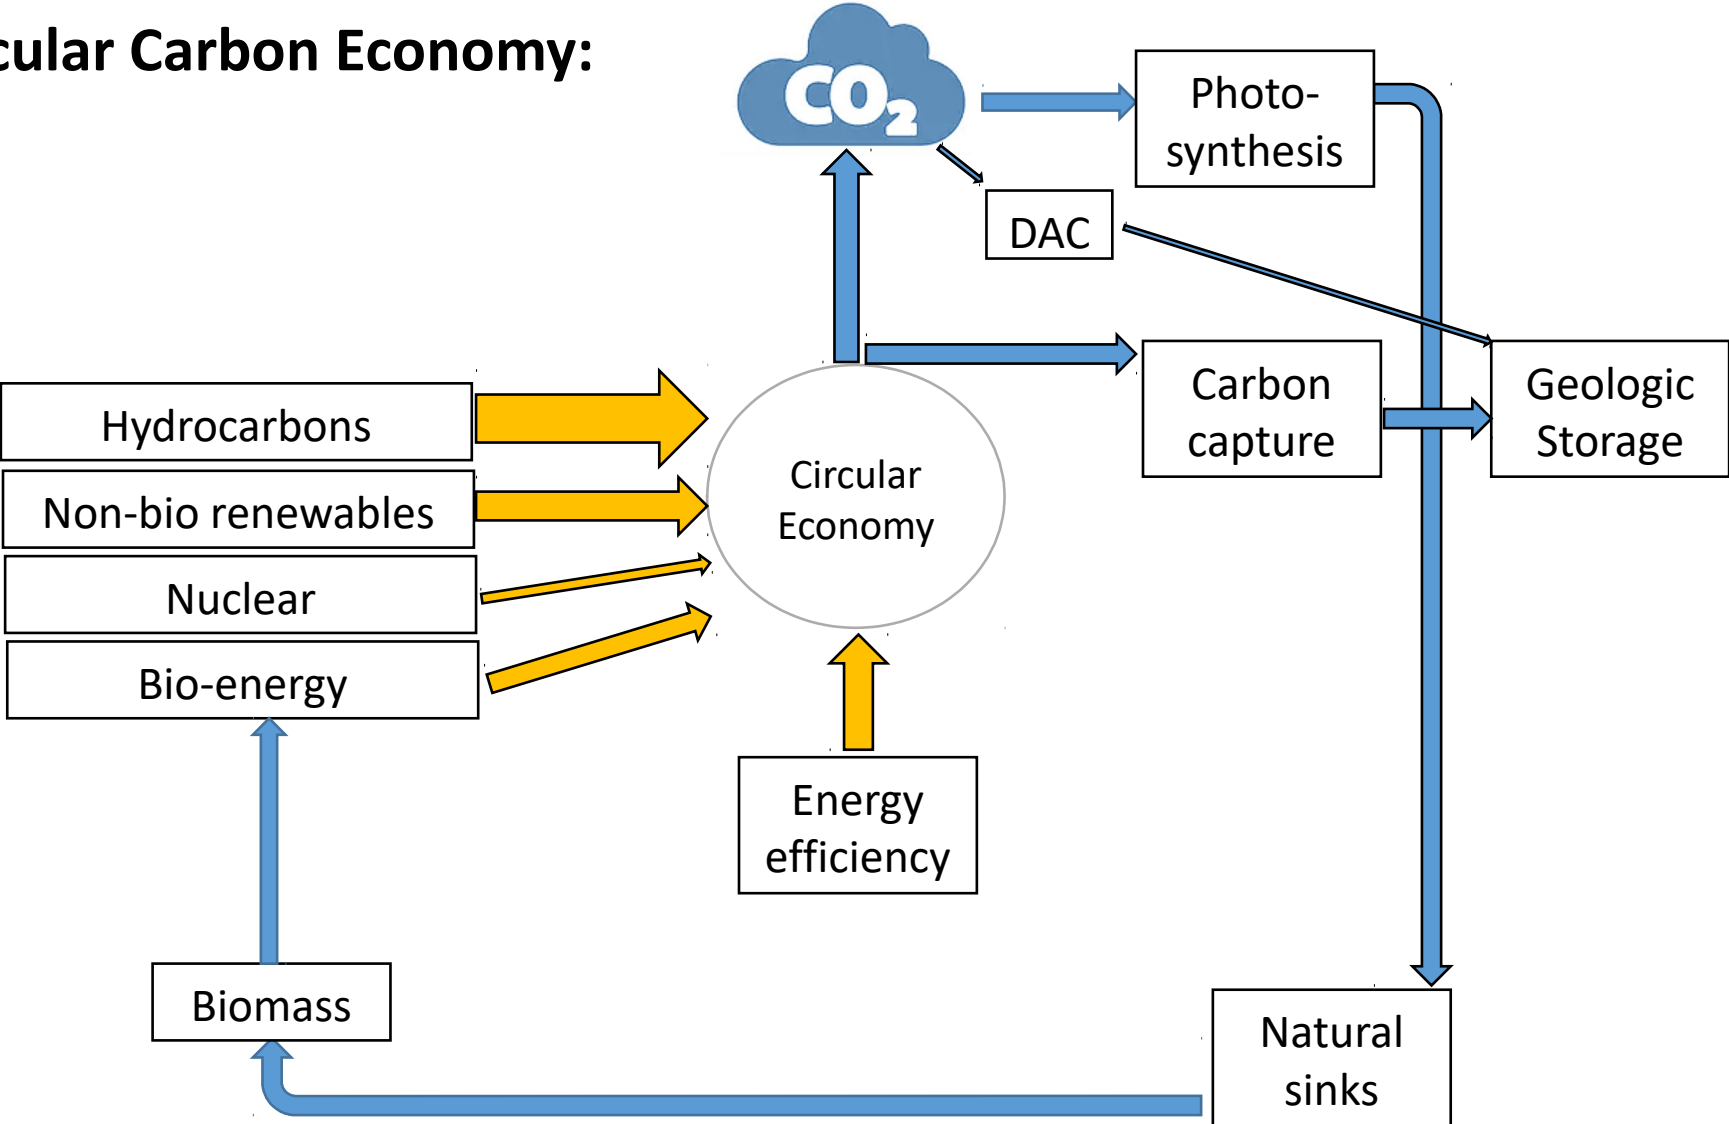 cular Carbon Economy:
CO2
Photo-
synthesis
DAC
Carbon
capture
Geologic
Storage
Hydrocarbons
Non-bio renewables
Nuclear
Bio-energy
Circular
Economy
Energy
efficiency
Biomass
Natural
sinks